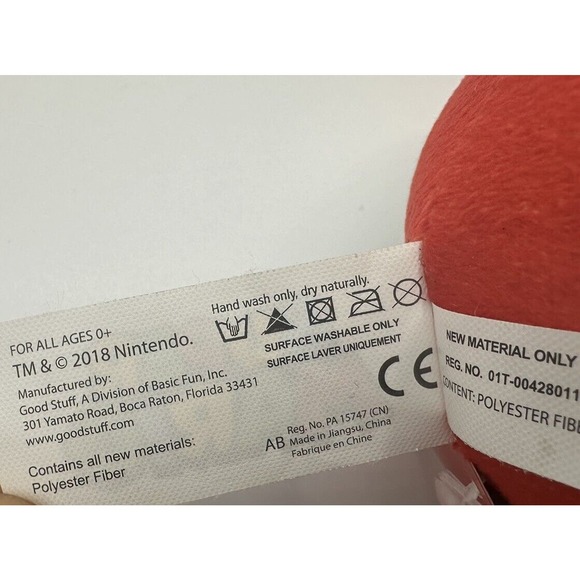 FOR ALL AGES 0+
TM & © 2018 Nintendo.
Manufactured by:
Good Stuff, A Division of Basic Fun, Inc.
301 Yamato Road, Boca Raton, Florida 33431
www.goodstuff.com
Contains all new materials:
Polyester Fiber
Hand wash only, dry naturally.
SURFACE WASHABLE ONLY
SURFACE LAVER UNIQUEMENT
CE
AB
Reg. No. PA 15747 (CN)
Made in Jiangsu, China
Fabriqué en Chine
NEW MATERIAL ONLY
REG. NO. 01T-00428011
CONTENT: POLYESTER FIBE